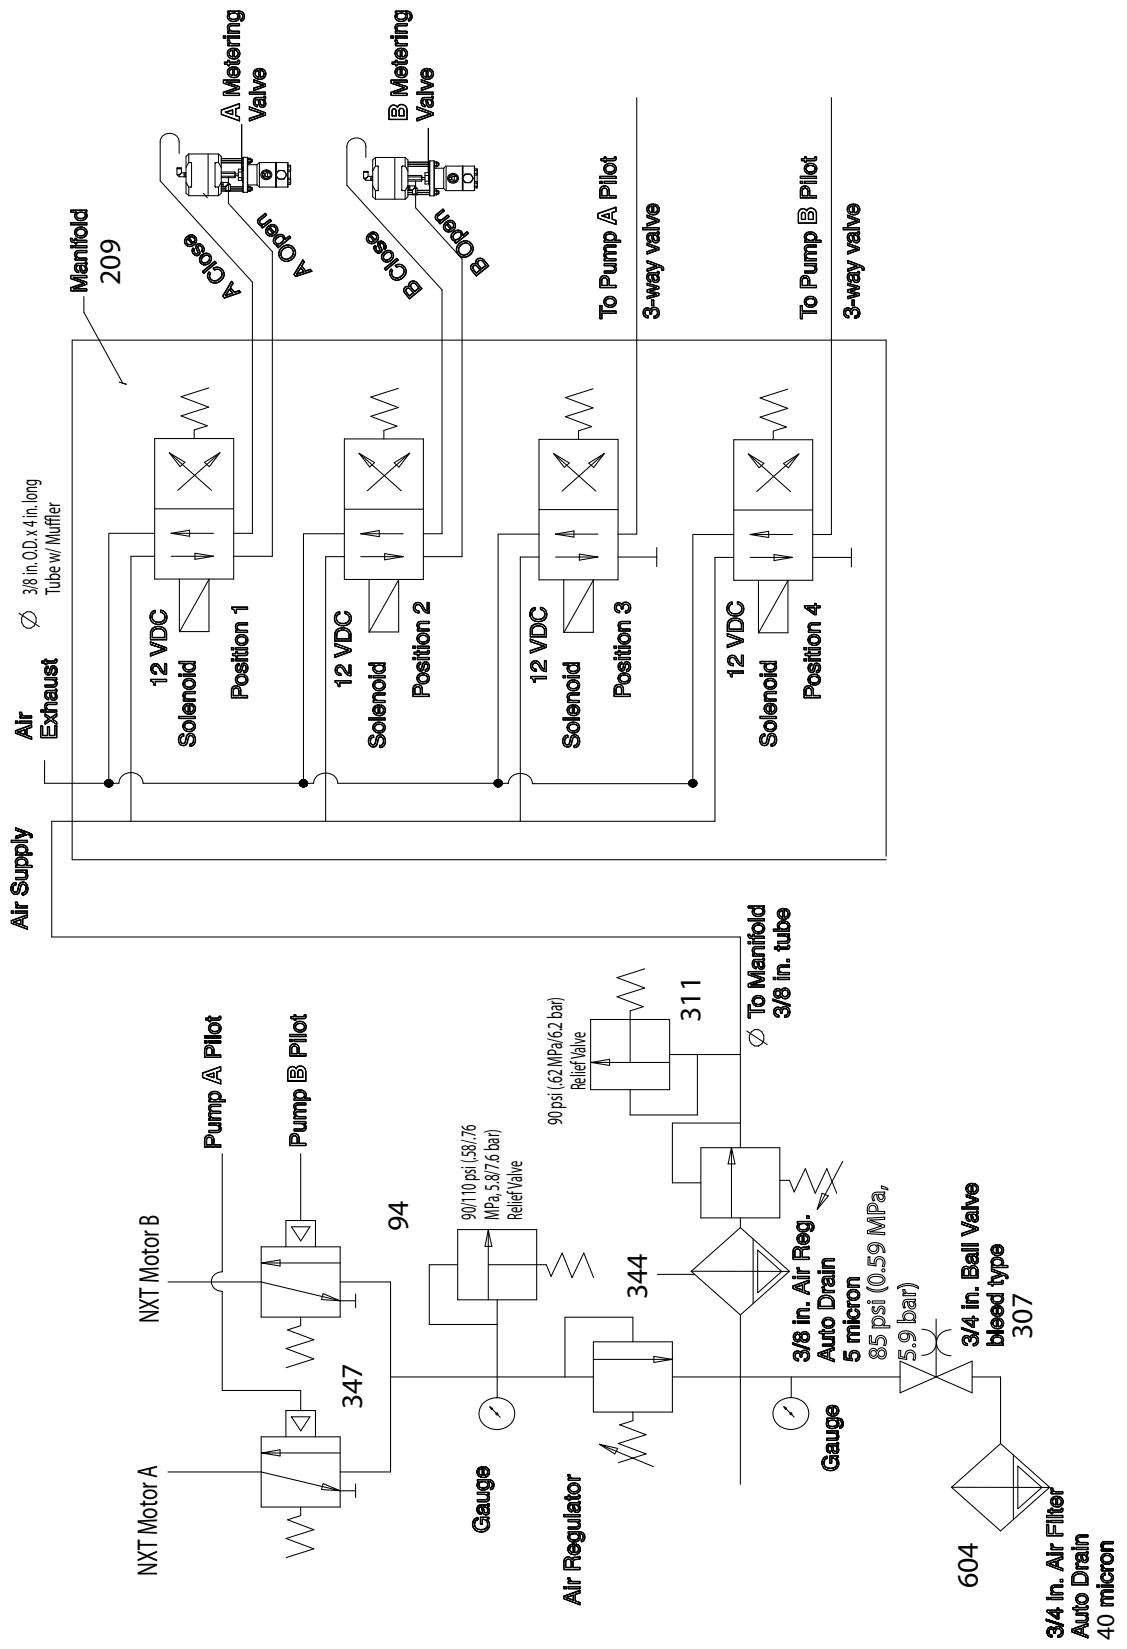 NXT Motor A
NXT Motor B
Pump A Pilot
Pump B Pilot
347
94
Gauge
90/110 psi (.58/.76
MPa, 5.8/7.6 bar)
Relief Valve
Air Regulator
344
90 psi (.62 MPa/6.2 bar)
Relief Valve
311
Ø To Manifold
3/8 in. tube
3/8 in. Air Reg.
Auto Drain
5 micron
85 psi (0.59 MPa,
5.9 bar)
Gauge
3/4 in. Ball Valve
bleed type
307
604
3/4 in. Air Filter
Auto Drain
40 micron
Air Supply
Air
Exhaust
Ø 3/8 in. O.D. x 4 in. long
Tube w/ Muffler
Manifold
209
12 VDC
Solenoid
Position 1
12 VDC
Solenoid
Position 2
12 VDC
Solenoid
Position 3
12 VDC
Solenoid
Position 4
A Close
A Open
A Metering
Valve
B Close
B Open
B Metering
Valve
To Pump A Pilot
3-way valve
To Pump B Pilot
3-way valve